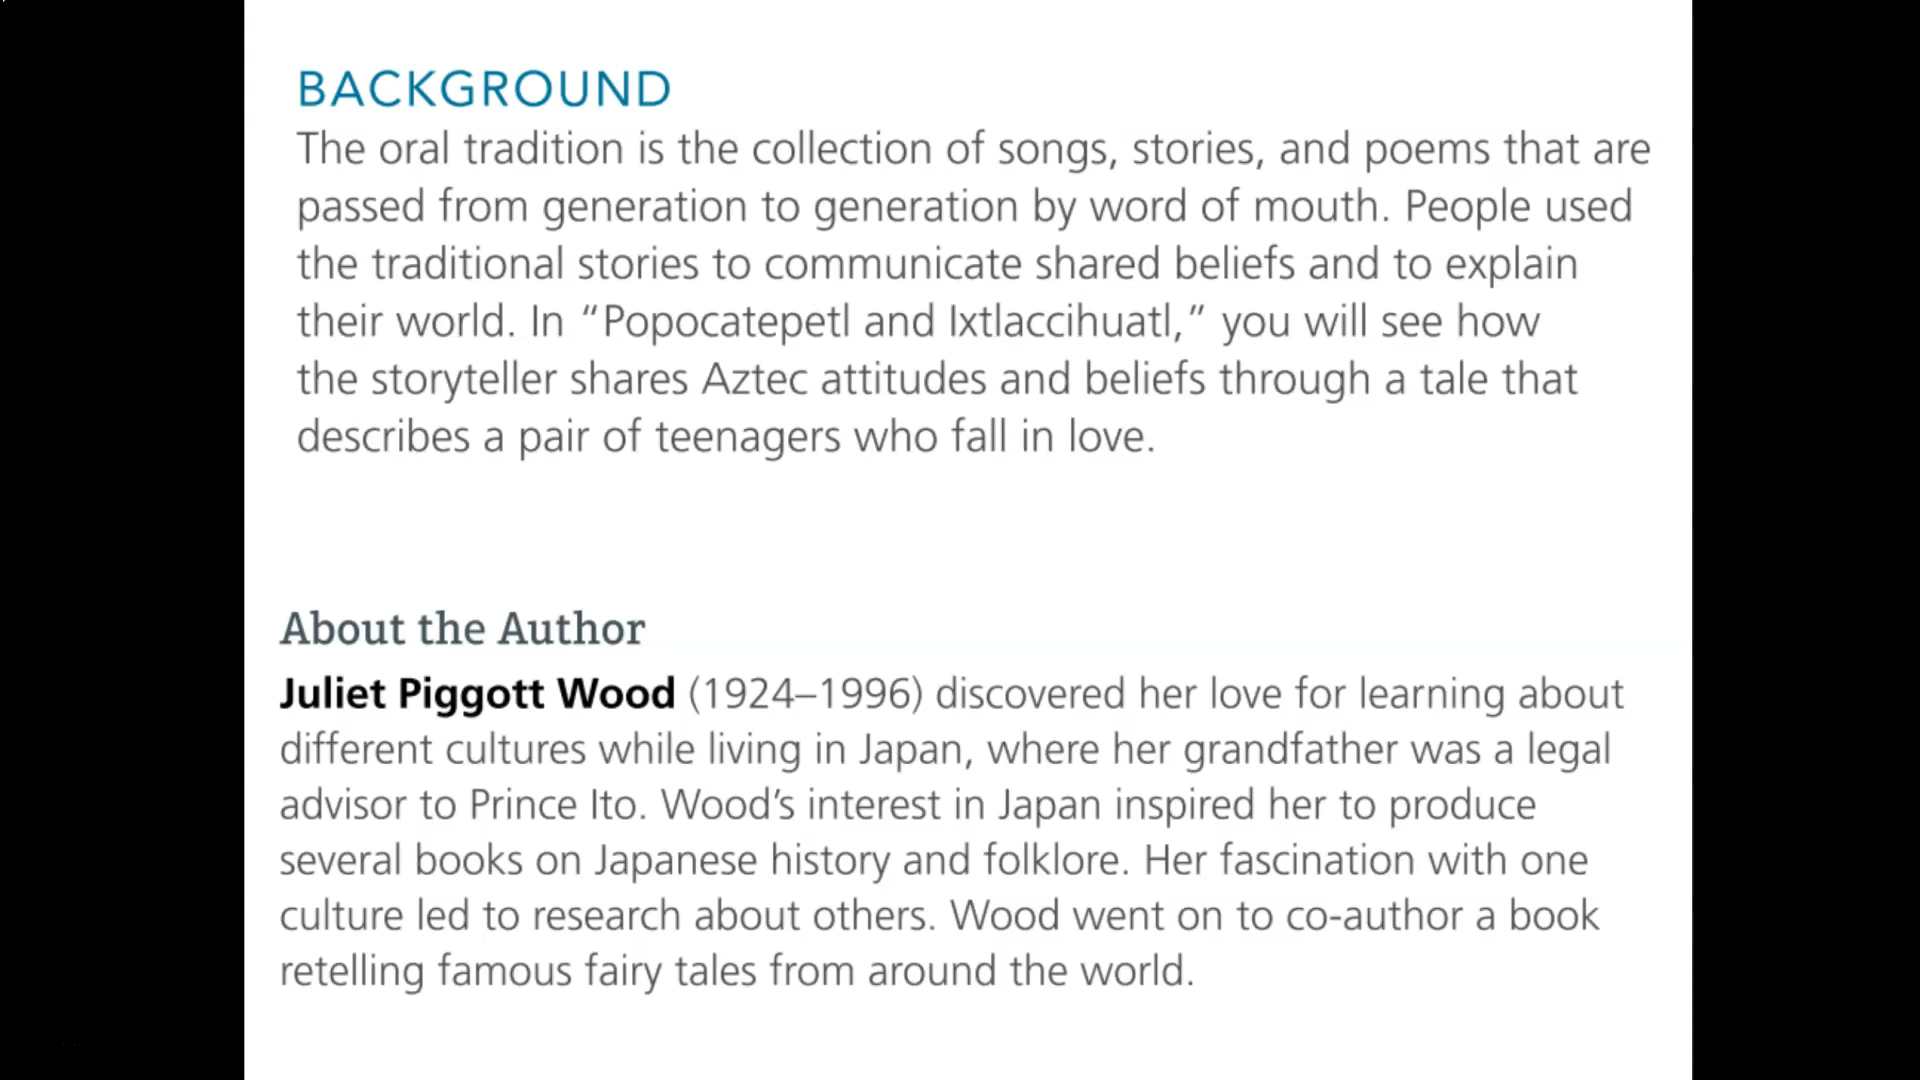 BACKGROUND
The oral tradition is the collection of songs, stories, and poems that are
passed from generation to generation by word of mouth. People used
the traditional stories to communicate shared beliefs and to explain
their world. In “Popocatepetl and Ixtlaccihuatl,” you will see how
the storyteller shares Aztec attitudes and beliefs through a tale that
describes a pair of teenagers who fall in love.
About the Author
Juliet Piggott Wood (1924–1996) discovered her love for learning about
different cultures while living in Japan, where her grandfather was a legal
advisor to Prince Ito. Wood’s interest in Japan inspired her to produce
several books on Japanese history and folklore. Her fascination with one
culture led to research about others. Wood went on to co-author a book
retelling famous fairy tales from around the world.